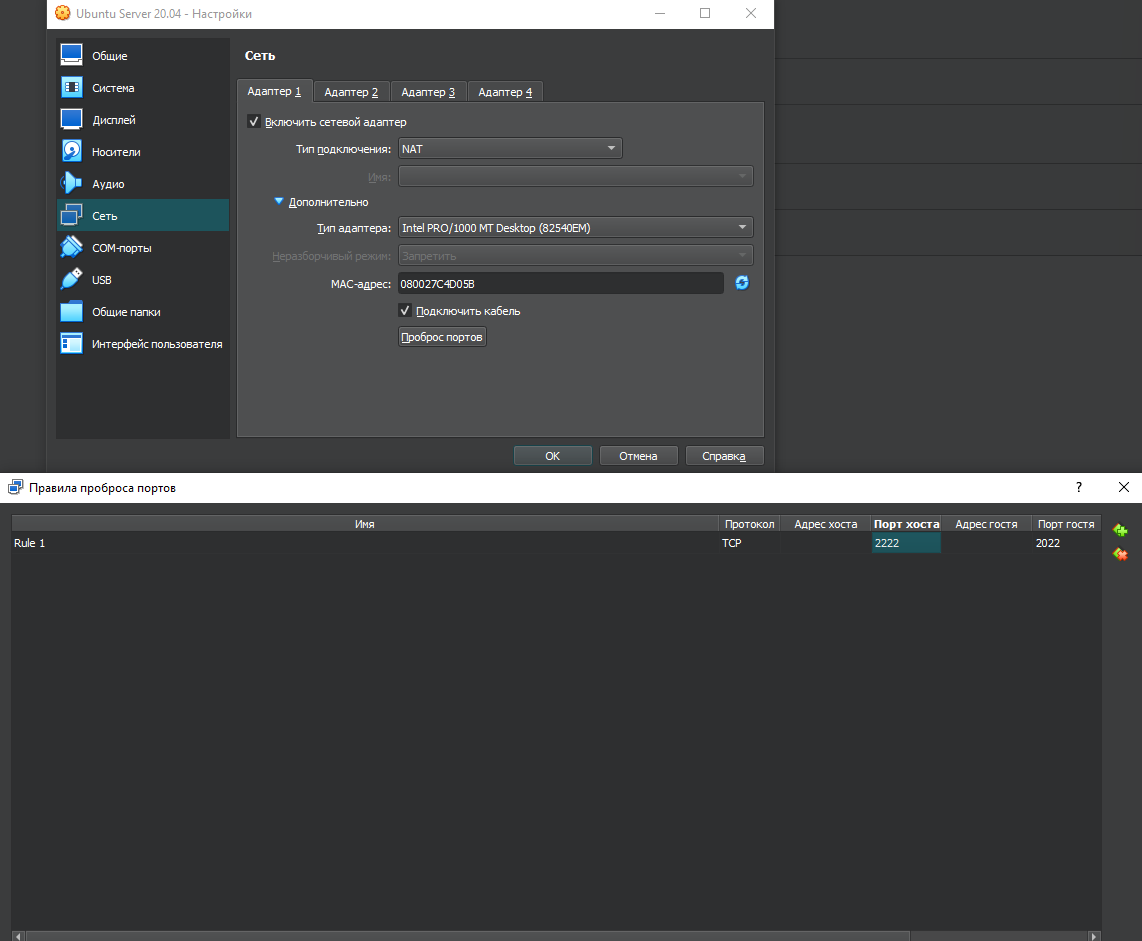 Ubuntu Server 20.04 - Настройки
Общие
Система
Дисплей
Носители
Аудио
Сеть
COM-порты
USB
Общие папки
Интерфейс пользователя
Сеть
Адаптер 1 Адаптер 2 Адаптер 3 Адаптер 4
Включить сетевой адаптер
Тип подключения: NAT
Имя:
Дополнительно
Тип адаптера: Intel PRO/1000 MT Desktop (82540EM)
Неразборчивый режим: Запретить
MAC-адрес: 080027C4D05B
Подключить кабель
Проброс портов
OK Отмена Справка
Правила проброса портов ?
Имя Протокол Адрес хоста Порт хоста Адрес гостя Порт гостя
Rule 1 TCP 2222 2022